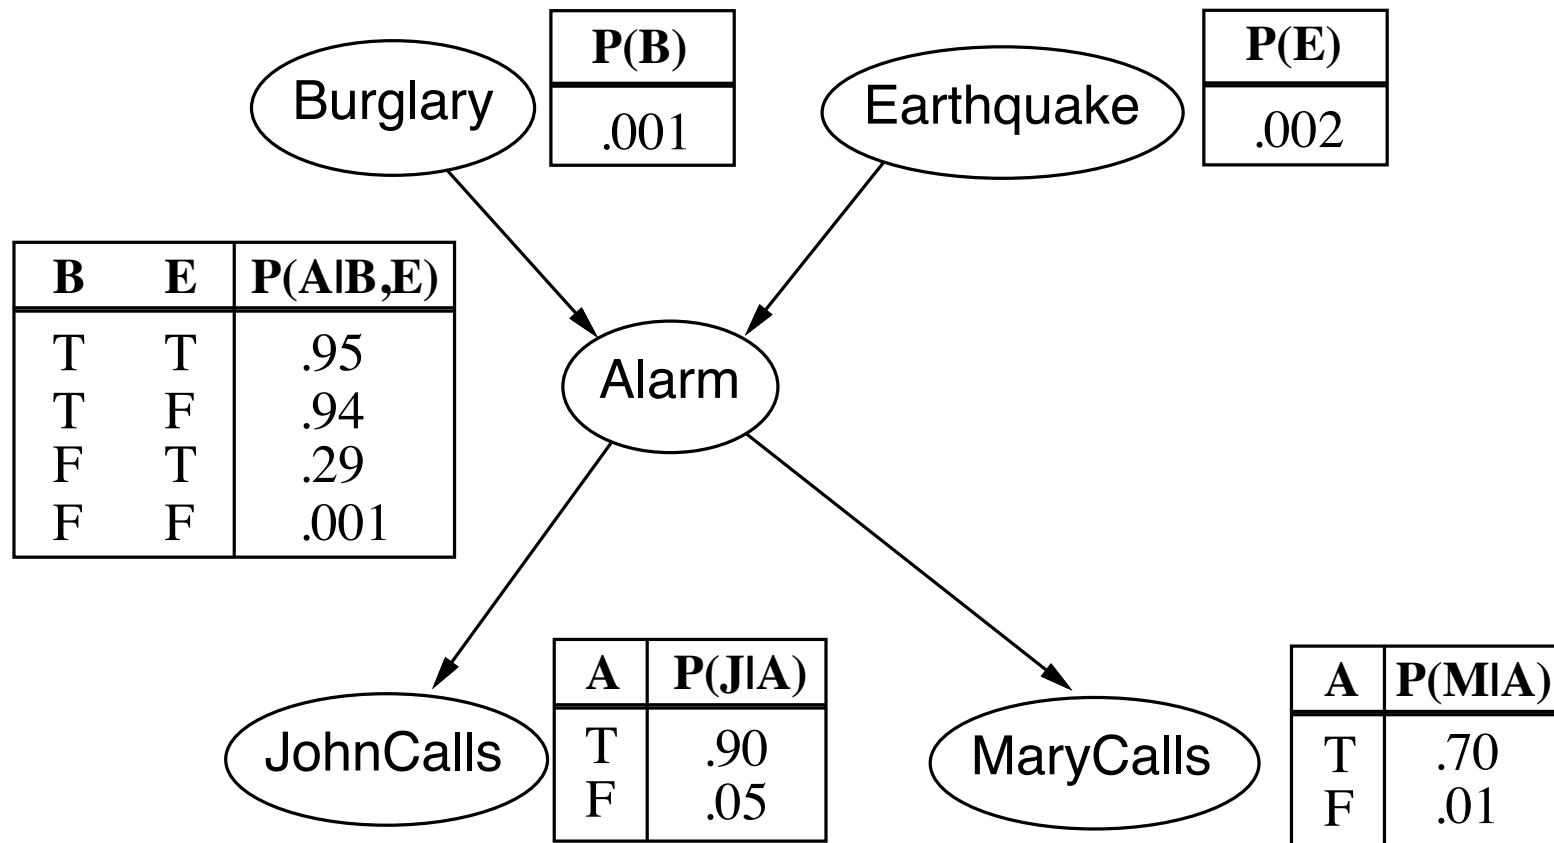 Burglary
P(B)
.001
Earthquake
P(E)
.002
B E P(A|B,E)
T T .95
T F .94
F T .29
F F .001
Alarm
JohnCalls
A P(J|A)
T .90
F .05
MaryCalls
A P(M|A)
T .70
F .01